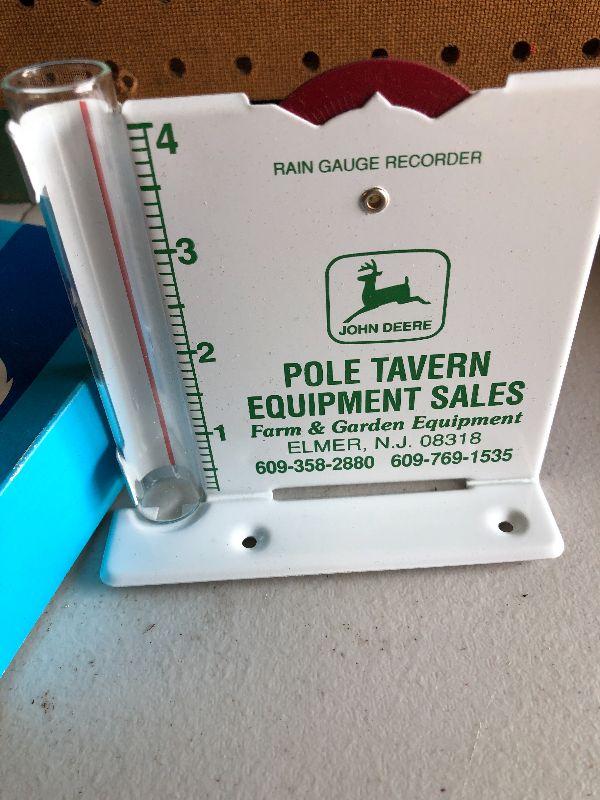 4
RAIN GAUGE RECORDER
3
JOHN DEERE
2
POLE TAVERN
EQUIPMENT SALES
Farm & Garden Equipment
1
ELMER, N.J. 08318
609-358-2880 609-769-1535